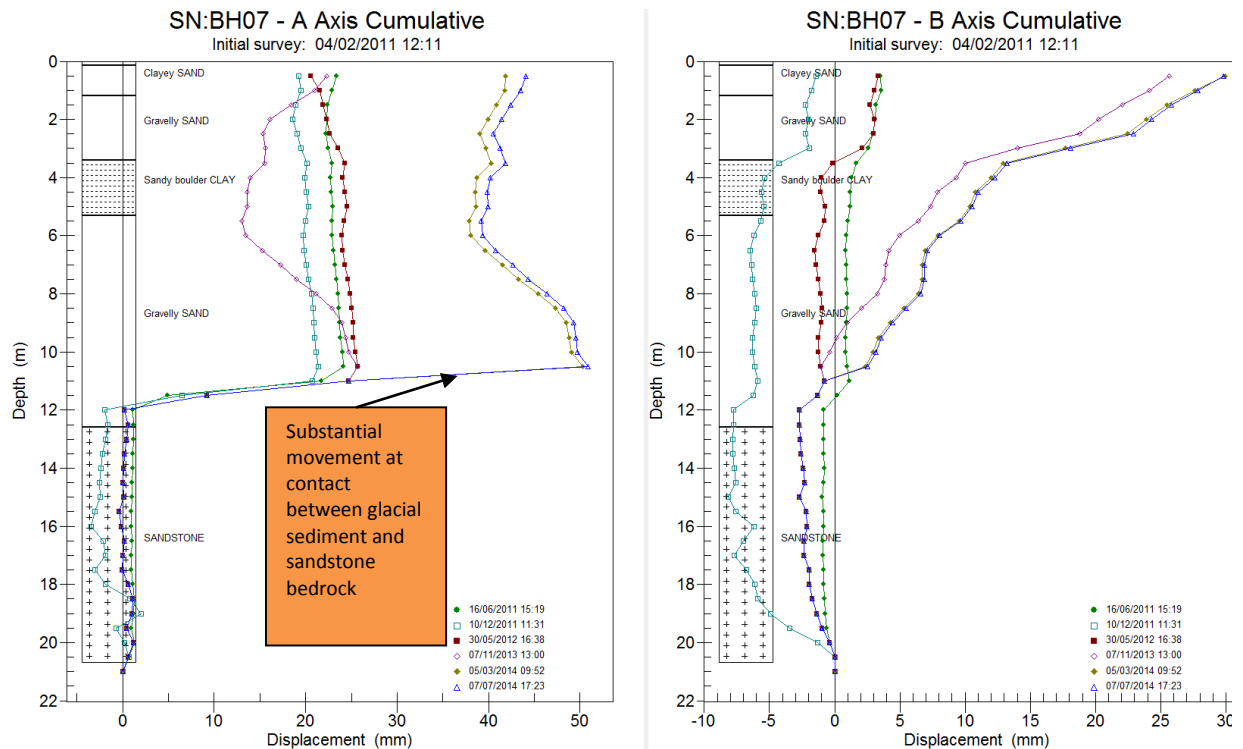 SN:BH07 - A Axis Cumulative
Initial survey: 04/02/2011 12:11
0
2
4
6
8
10
12
14
16
18
20
22
Depth (m)
Clayey SAND
Gravelly SAND
Sandy boulder CLAY
Gravelly SAND
SANDSTONE
Substantial
movement at
contact
between glacial
sediment and
sandstone
bedrock
16/06/2011 15:19
10/12/2011 11:31
30/05/2012 16:38
07/11/2013 13:00
05/03/2014 09:52
07/07/2014 17:23
0 10 20 30 40 50
Displacement (mm)
SN:BH07 - B Axis Cumulative
Initial survey: 04/02/2011 12:11
0
2
4
6
8
10
12
14
16
18
20
22
Depth (m)
Clayey SAND
Gravelly SAND
Sandy boulder CLAY
Gravelly SAND
SANDSTONE
16/06/2011 15:19
10/12/2011 11:31
30/05/2012 16:38
07/11/2013 13:00
05/03/2014 09:52
07/07/2014 17:23
-10 -5 0 5 10 15 20 25 30
Displacement (mm)